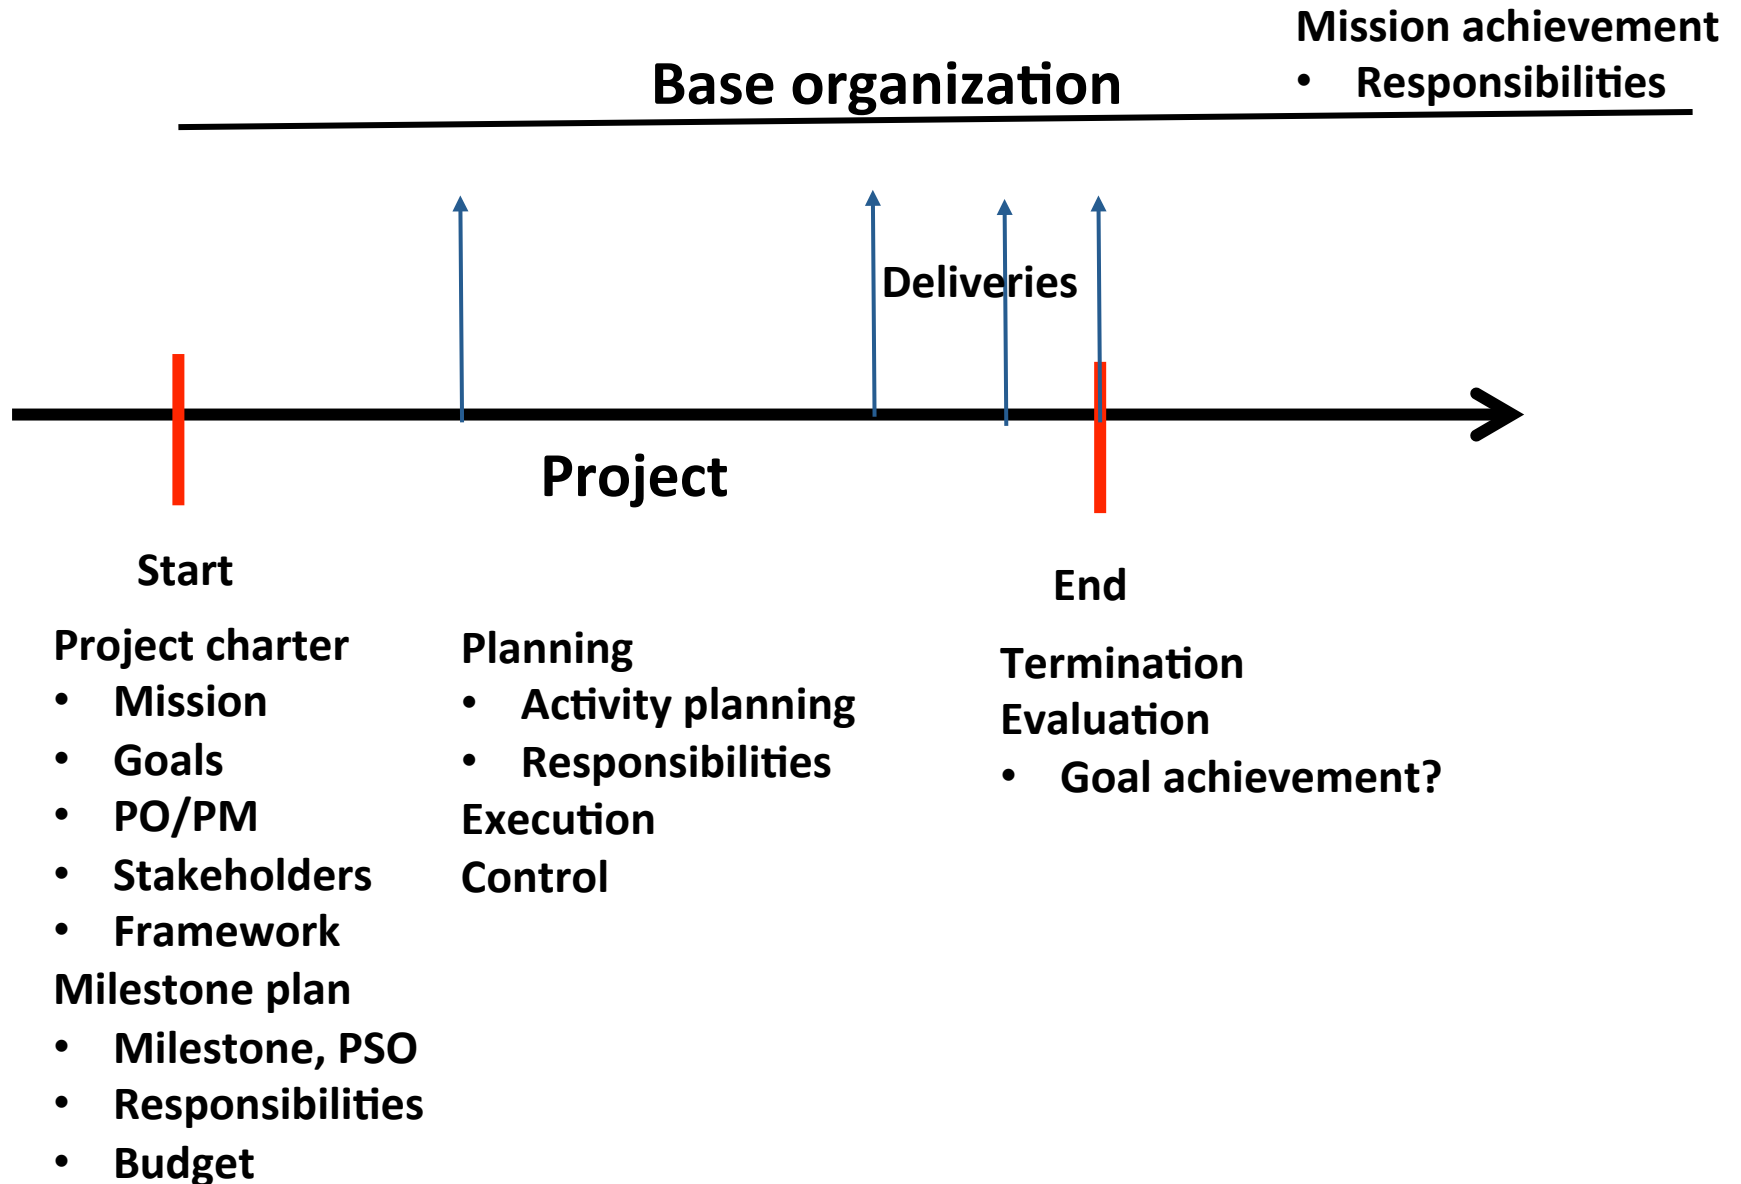 Mission achievement
• Responsibilities
Base organization
Deliveries
Project
Start
End
Project charter
• Mission
• Goals
• PO/PM
• Stakeholders
• Framework
Milestone plan
• Milestone, PSO
• Responsibilities
• Budget
Planning
• Activity planning
• Responsibilities
Execution
Control
Termination
Evaluation
• Goal achievement?